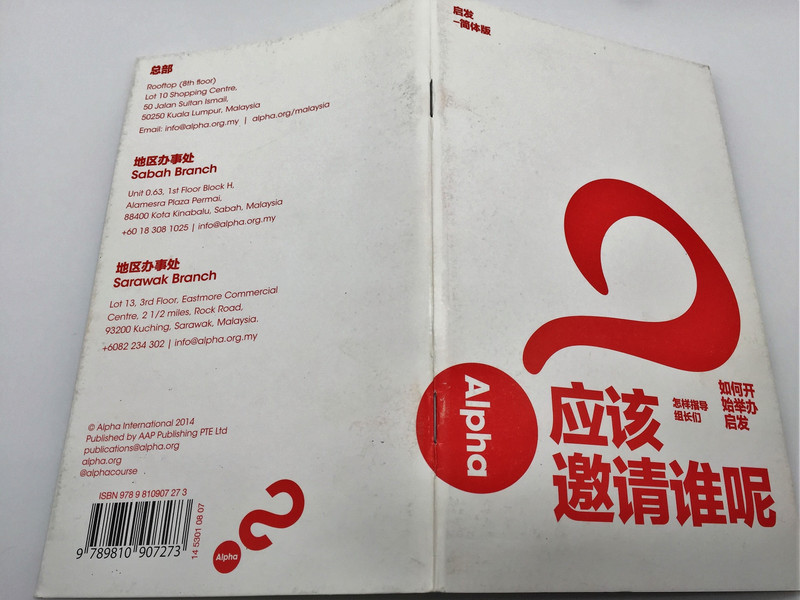 总部
Rooftop (8th floor)
Lot 10 Shopping Centre,
50 Jalan Sultan Ismail,
50250 Kuala Lumpur, Malaysia
Email: info@alpha.org.my | alpha.org/malaysia
地区办事处
Sabah Branch
Unit 0.63, 1st Floor Block H,
Alamesra Plaza Permai,
88400 Kota Kinabalu, Sabah, Malaysia
+60 18 308 1025 | info@alpha.org.my
地区办事处
Sarawak Branch
Lot 13, 3rd Floor, Eastmore Commercial
Centre, 2 1/2 miles, Rock Road,
93200 Kuching, Sarawak, Malaysia.
+6082 234 302 | info@alpha.org.my
© Alpha International 2014
Published by AAP Publishing PTE Ltd
publications@alpha.org
alpha.org
@alphacourse
ISBN 978 9 810907 27 3
9 789810 907273
14 5301 08 07
Alpha
启发
–简体版
Alpha
应该
邀请谁呢
怎样指导
组长们
如何开
始举办
启发